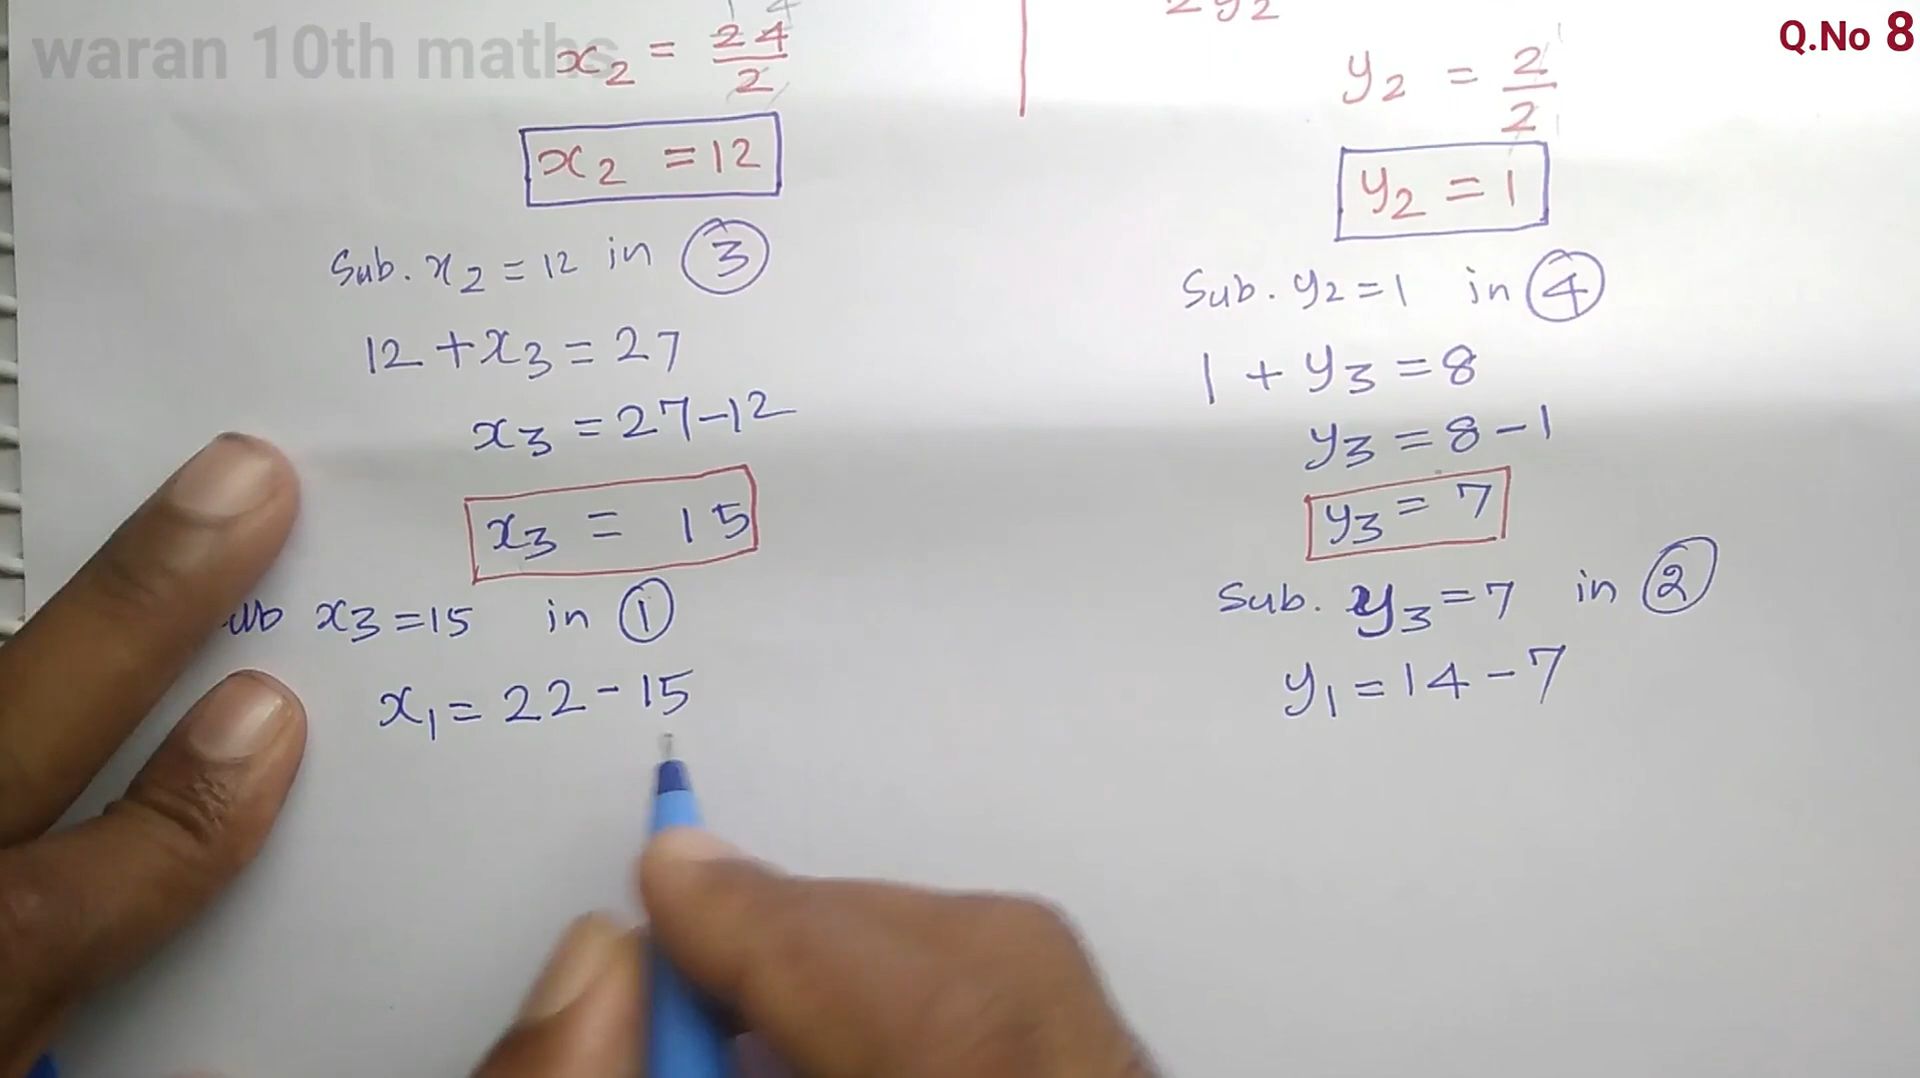 waran 10th maths
Q.No 8
x₂ = 24/2
x₂ = 12
Sub. x₂ = 12 in ③
12 + x₃ = 27
x₃ = 27 - 12
x₃ = 15
x₃ = 15 in ①
x₁ = 22 - 15
2y₂
y₂ = 2/2
y₂ = 1
Sub. y₂ = 1 in ④
1 + y₃ = 8
y₃ = 8 - 1
y₃ = 7
Sub. y₃ = 7 in ②
y₁ = 14 - 7